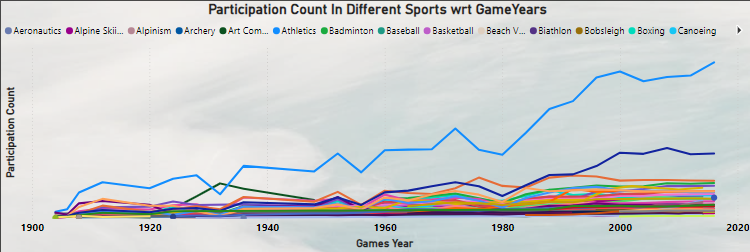 Participation Count In Different Sports wrt GameYears
Aeronautics Alpine Skii... Alpinism Archery Art Com... Athletics Badminton Baseball Basketball Beach V... Biathlon Bobsleigh Boxing Canoeing
Participation Count
1900 1920 1940 1960 1980 2000 2020
Games Year